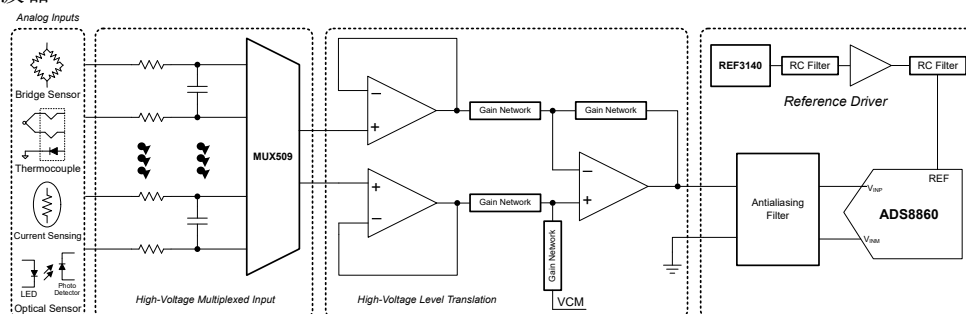 Analog Inputs
Bridge Sensor
Thermocouple
Current Sensing
LED
Photo
Detector
Optical Sensor
MUX509
High-Voltage Multiplexed Input
Gain Network
Gain Network
Gain Network
Gain Network
VCM
High-Voltage Level Translation
REF3140
RC Filter
RC Filter
Reference Driver
Antialiasing
Filter
VINP
REF
ADS8860
VINM